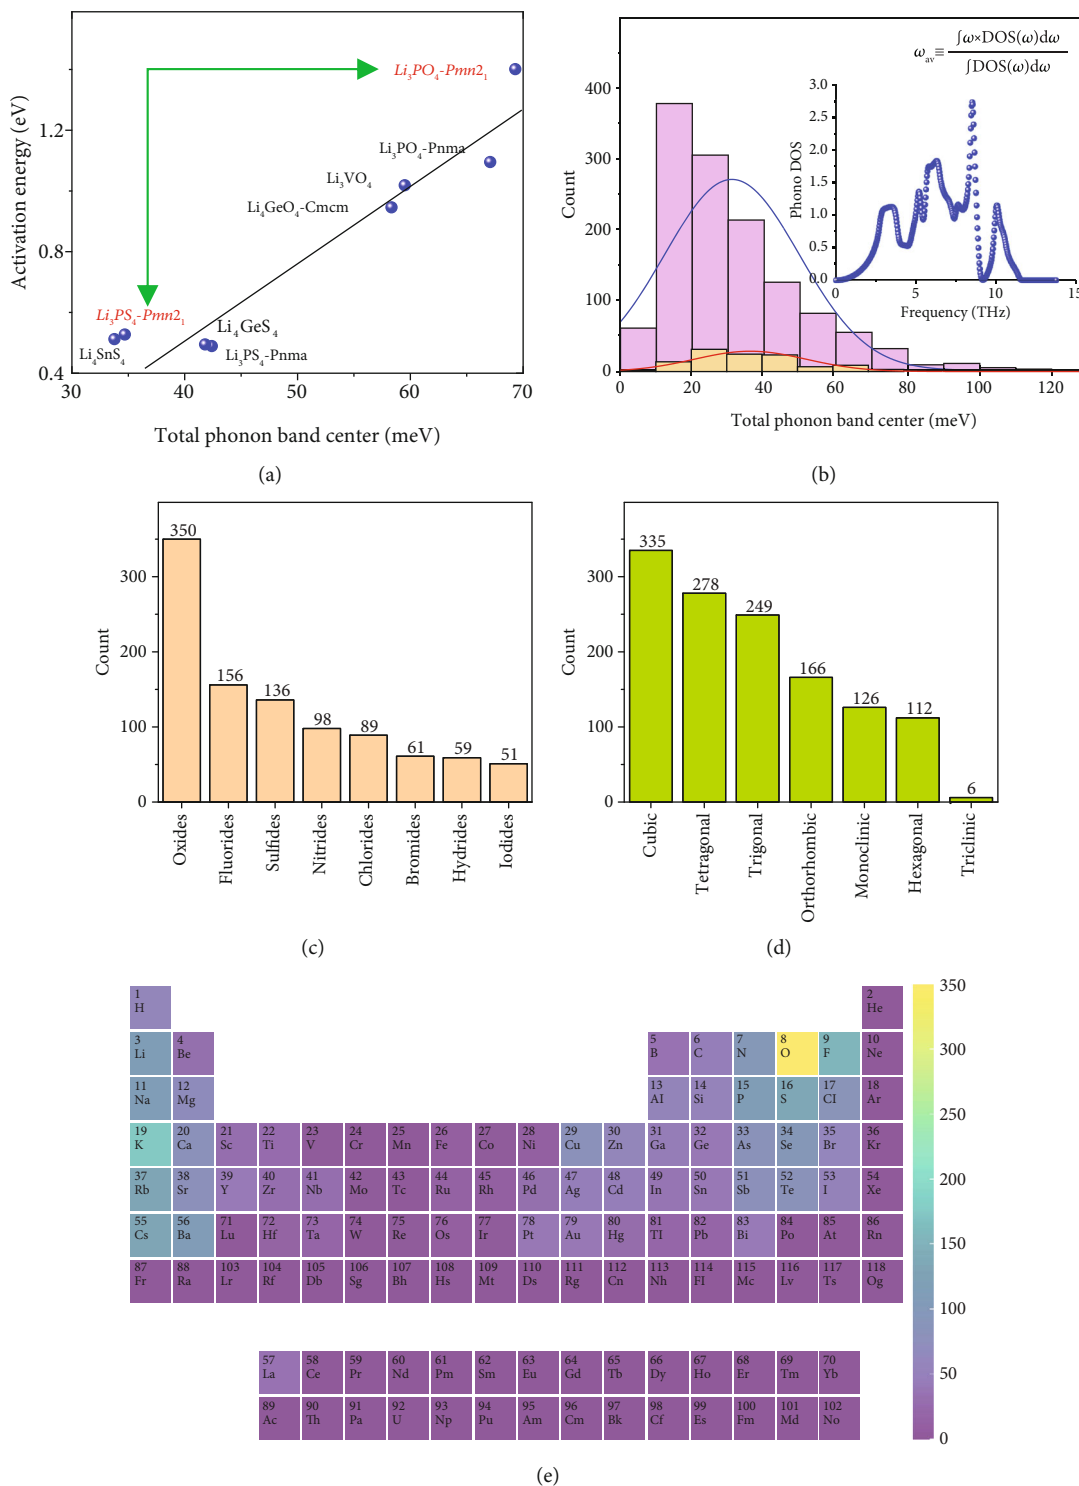 1.2
0.8
0.4
30
40
50
60
70
Activation energy (eV)
Total phonon band center (meV)
Li₃PO₄-Pmn2₁
Li₃PO₄-Pnma
Li₃VO₄
Li₄GeO₄-Cmcm
Li₃PS₄-Pmn2₁
Li₄GeS₄
Li₄SnS₄
Li₃PS₄-Pnma
(a)
400
300
200
100
0
0
20
40
60
80
100
120
Count
Total phonon band center (meV)
ω_av ≡ ∫ω×DOS(ω)dω / ∫DOS(ω)dω
3.0
2.5
2.0
1.5
1.0
0.5
0.0
0
5
10
15
Phono DOS
Frequency (THz)
(b)
300
200
100
0
Count
350
156
136
98
89
61
59
51
Oxides
Fluorides
Sulfides
Nitrides
Chlorides
Bromides
Hydrides
Iodides
(c)
300
200
100
0
Count
335
278
249
166
126
112
6
Cubic
Tetragonal
Trigonal
Orthorhombic
Monoclinic
Hexagonal
Triclinic
(d)
1 2
H He
3 4 5 6 7 8 9 10
Li Be B C N O F Ne
11 12 13 14 15 16 17 18
Na Mg AI Si P S CI Ar
19 20 21 22 23 24 25 26 27 28 29 30 31 32 33 34 35 36
K Ca Sc Ti V Cr Mn Fe Co Ni Cu Zn Ga Ge As Se Br Kr
37 38 39 40 41 42 43 44 45 46 47 48 49 50 51 52 53 54
Rb Sr Y Zr Nb Mo Tc Ru Rh Pd Ag Cd In Sn Sb Te I Xe
55 56 71 72 73 74 75 76 77 78 79 80 81 82 83 84 85 86
Cs Ba Lu Hf Ta W Re Os Ir Pt Au Hg TI Pb Bi Po At Rn
87 88 103 104 105 106 107 108 109 110 111 112 113 114 115 116 117 118
Fr Ra Lr Rf Db Sg Bh Hs Mt Ds Rg Cn Nh FI Mc Lv Ts Og
57 58 59 60 61 62 63 64 65 66 67 68 69 70
La Ce Pr Nd Pm Sm Eu Gd Tb Dy Ho Er Tm Yb
89 90 91 92 93 94 95 96 97 98 99 100 101 102
Ac Th Pa U Np Pu Am Cm Bk Cf Es Fm Md No
350
300
250
200
150
100
50
0
(e)